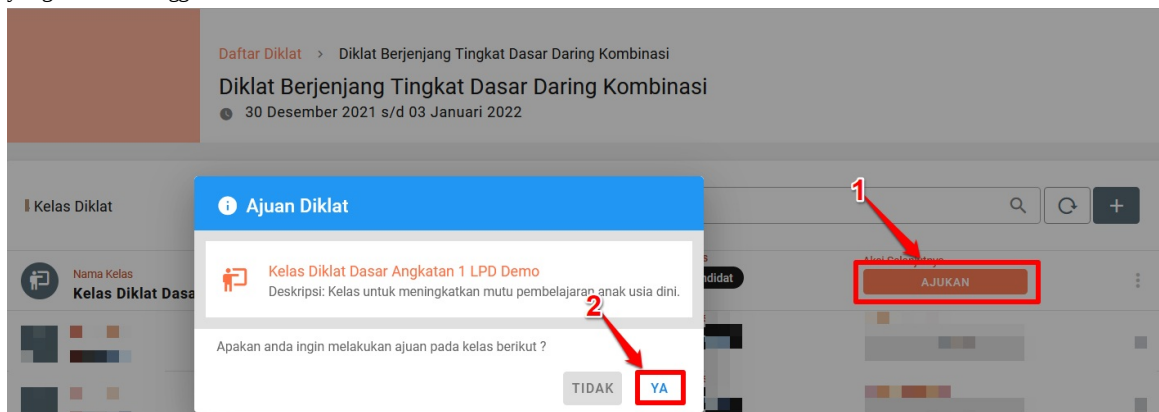 Daftar Diklat > Diklat Berjenjang Tingkat Dasar Daring Kombinasi
Diklat Berjenjang Tingkat Dasar Daring Kombinasi
30 Desember 2021 s/d 03 Januari 2022
Kelas Diklat
Ajuan Diklat
1
Nama Kelas
Kelas Diklat Dasa
Kelas Diklat Dasar Angkatan 1 LPD Demo
Deskripsi: Kelas untuk meningkatkan mutu pembelajaran anak usia dini.
didat
AJUKAN
2
Apakan anda ingin melakukan ajuan pada kelas berikut ?
TIDAK
YA